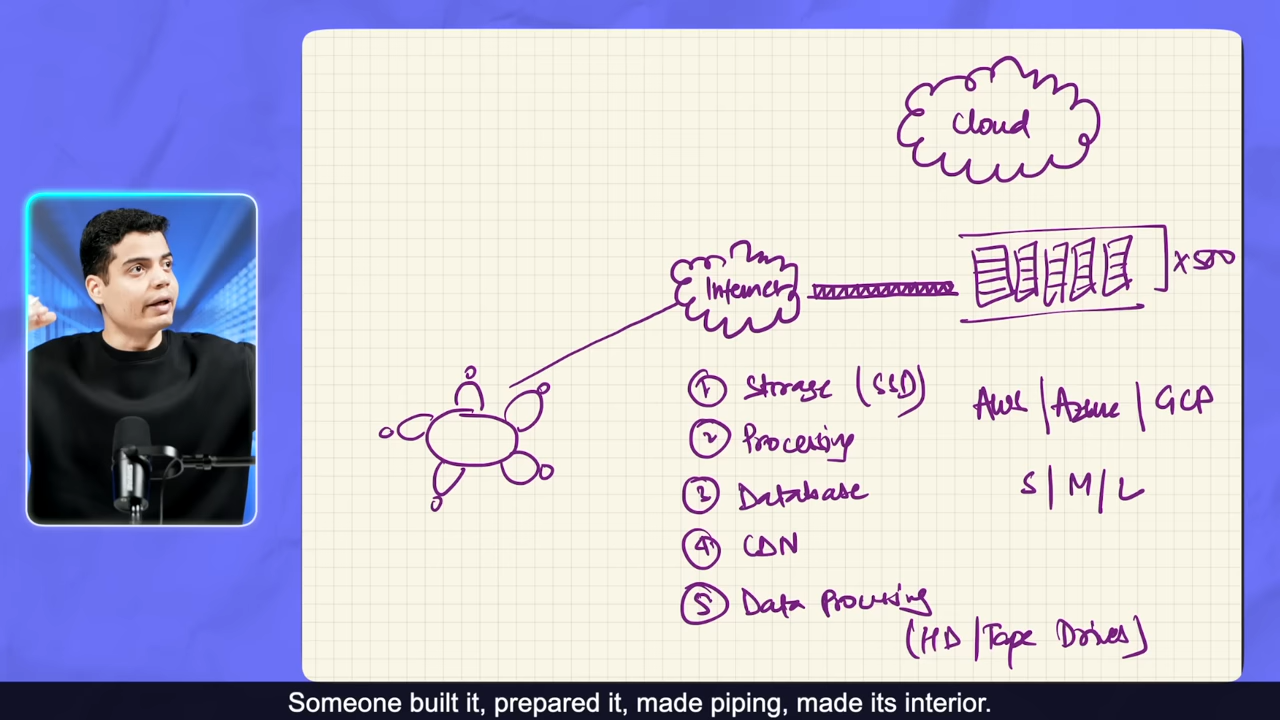 Cloud
Internet
x500
① Storage (SSD)
② Processing
③ Database
④ CDN
⑤ Data Processing
(HD | Tape Drives)
AWS | Azure | GCP
S | M | L
Someone built it, prepared it, made piping, made its interior.